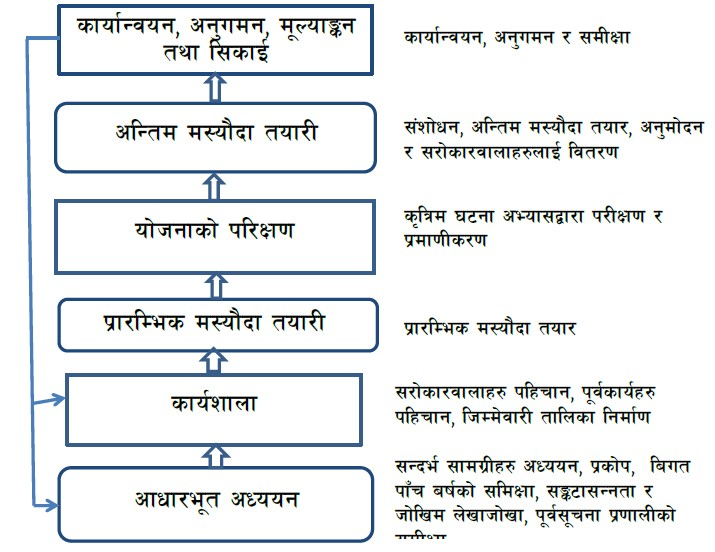 कार्यान्वयन, अनुगमन, मूल्याङ्कन
तथा सिकाई
कार्यान्वयन, अनुगमन र समीक्षा
अन्तिम मस्यौदा तयारी
संशोधन, अन्तिम मस्यौदा तयार, अनुमोदन
र सरोकारवालाहरुलाई वितरण
योजनाको परिक्षण
कृत्रिम घटना अभ्यासद्वारा परीक्षण र
प्रमाणीकरण
प्रारम्भिक मस्यौदा तयारी
प्रारम्भिक मस्यौदा तयार
कार्यशाला
सरोकारवालाहरु पहिचान, पूर्वकार्यहरु
पहिचान, जिम्मेवारी तालिका निर्माण
आधारभूत अध्ययन
सन्दर्भ सामग्रीहरु अध्ययन, प्रकोप, बिगत
पाँच बर्षको समिक्षा, सङ्कटासन्नता र
जोखिम लेखाजोखा, पूर्वसूचना प्रणालीको